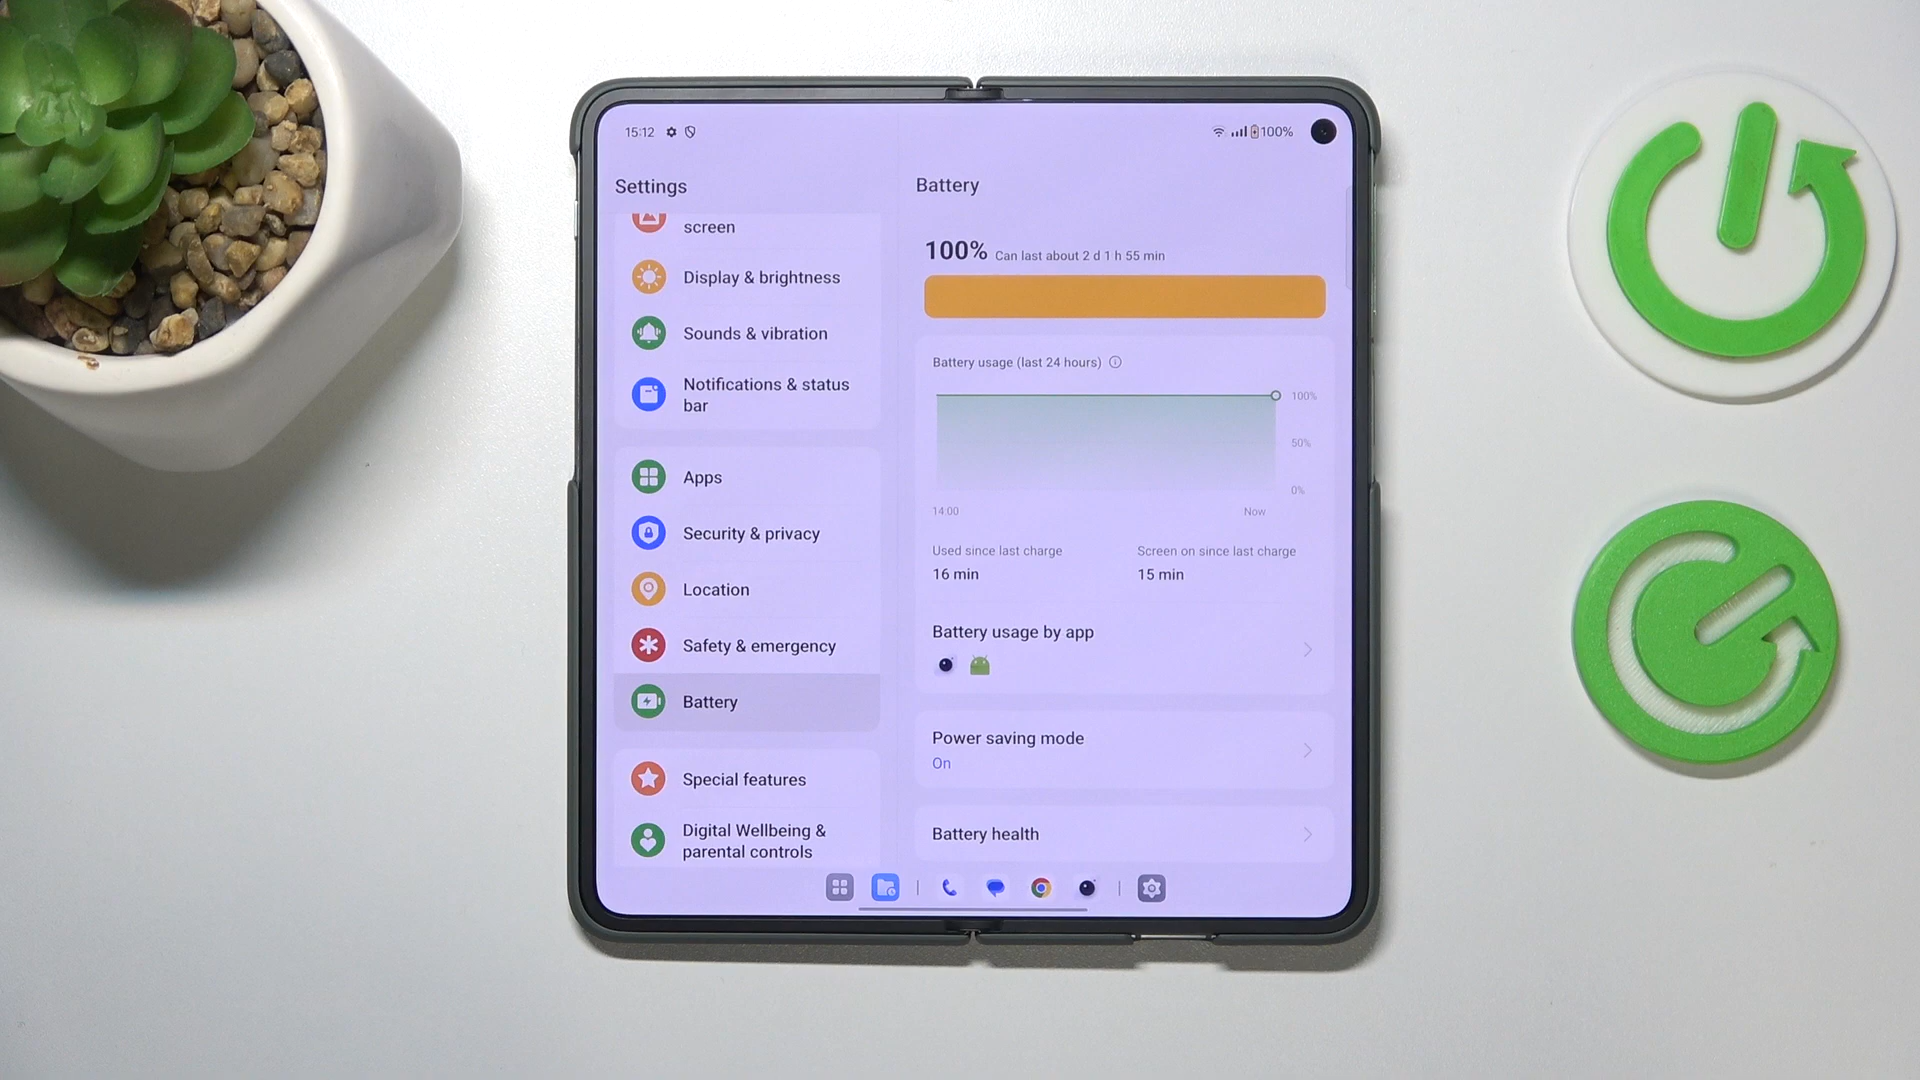 15:12
100%
Settings
screen
Display & brightness
Sounds & vibration
Notifications & status
bar
Apps
Security & privacy
Location
Safety & emergency
Battery
Special features
Digital Wellbeing &
parental controls
Battery
100% Can last about 2 d 1 h 55 min
Battery usage (last 24 hours)
100%
50%
0%
14:00 Now
Used since last charge Screen on since last charge
16 min 15 min
Battery usage by app
Power saving mode
On
Battery health